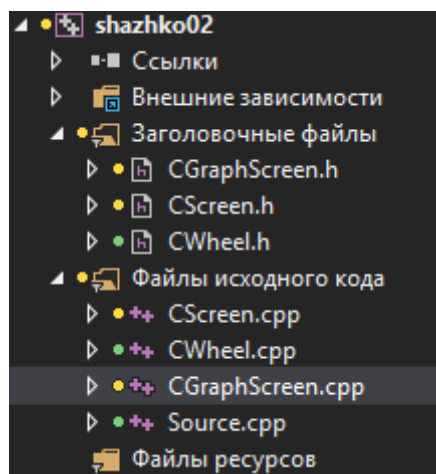 shazhko02
Ссылки
Внешние зависимости
Заголовочные файлы
CGraphScreen.h
CScreen.h
CWheel.h
Файлы исходного кода
CScreen.cpp
CWheel.cpp
CGraphScreen.cpp
Source.cpp
Файлы ресурсов